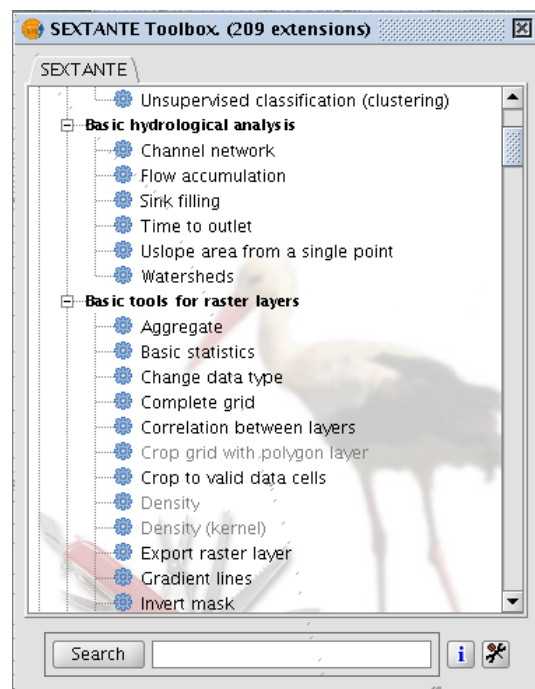 SEXTANTE Toolbox. (209 extensions)
SEXTANTE
Unsupervised classification (clustering)
Basic hydrological analysis
Channel network
Flow accumulation
Sink filling
Time to outlet
Uslope area from a single point
Watersheds
Basic tools for raster layers
Aggregate
Basic statistics
Change data type
Complete grid
Correlation between layers
Crop grid with polygon layer
Crop to valid data cells
Density
Density (kernel)
Export raster layer
Gradient lines
Invert mask
Search